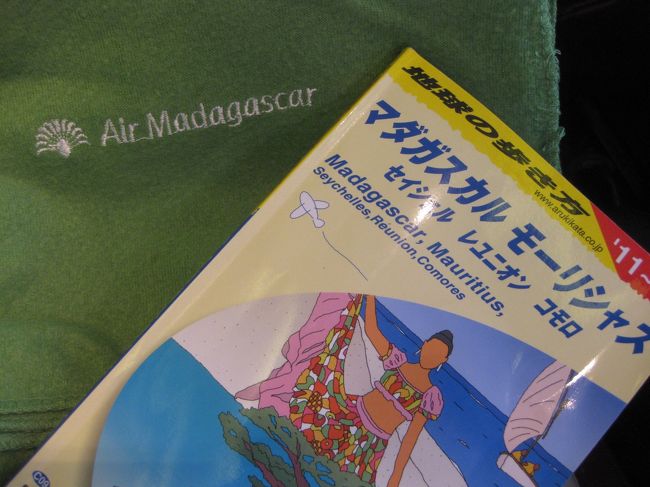 Air Madagascar
地球の歩き方
www.arukikata.co.jp
'11~
マダガスカル モーリシャス
セイシェル レユニオン コモロ
Madagascar, Mauritius,
Seychelles, Réunion, Comores